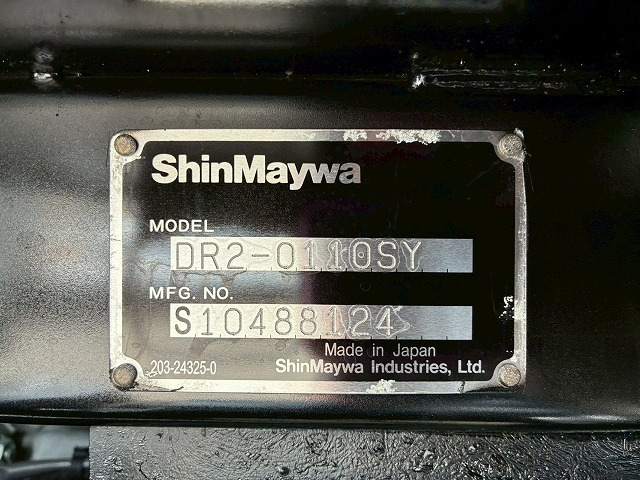 ShinMaywa
MODEL
DR2-0110SY
MFG. NO.
S10488124
Made in Japan
203-24325-0
ShinMaywa Industries, Ltd.